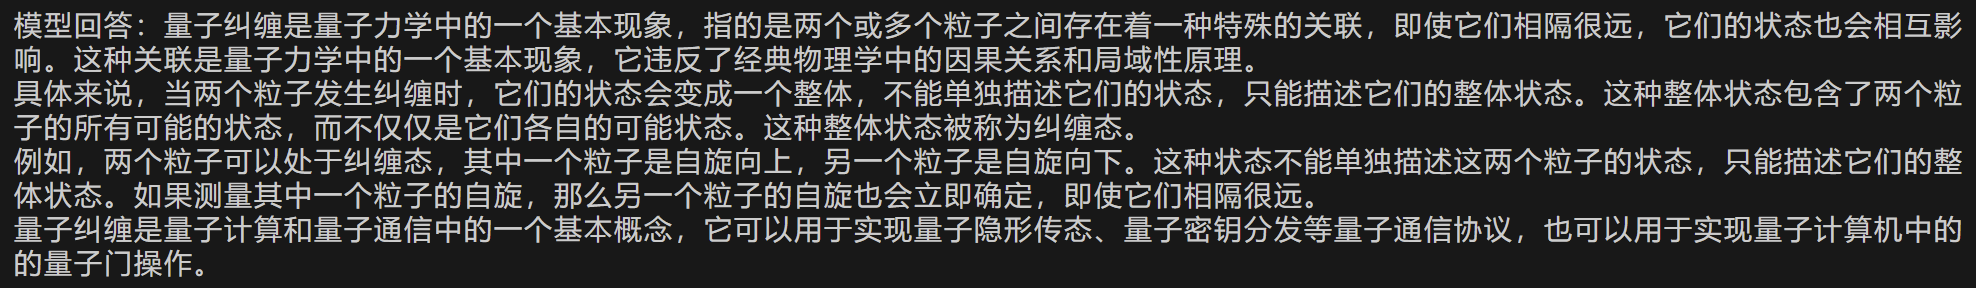 模型回答：量子纠缠是量子力学中的一个基本现象，指的是两个或多个粒子之间存在着一种特殊的关联，即使它们相隔很远，它们的状态也会相互影
响。这种关联是量子力学中的一个基本现象，它违反了经典物理学中的因果关系和局域性原理。
具体来说，当两个粒子发生纠缠时，它们的状态会变成一个整体，不能单独描述它们的状态，只能描述它们的整体状态。这种整体状态包含了两个粒
子的所有可能的状态，而不仅仅是它们各自的可能状态。这种整体状态被称为纠缠态。
例如，两个粒子可以处于纠缠态，其中一个粒子是自旋向上，另一个粒子是自旋向下。这种状态不能单独描述这两个粒子的状态，只能描述它们的整
体状态。如果测量其中一个粒子的自旋，那么另一个粒子的自旋也会立即确定，即使它们相隔很远。
量子纠缠是量子计算和量子通信中的一个基本概念，它可以用于实现量子隐形传态、量子密钥分发等量子通信协议，也可以用于实现量子计算机中的
的量子门操作。